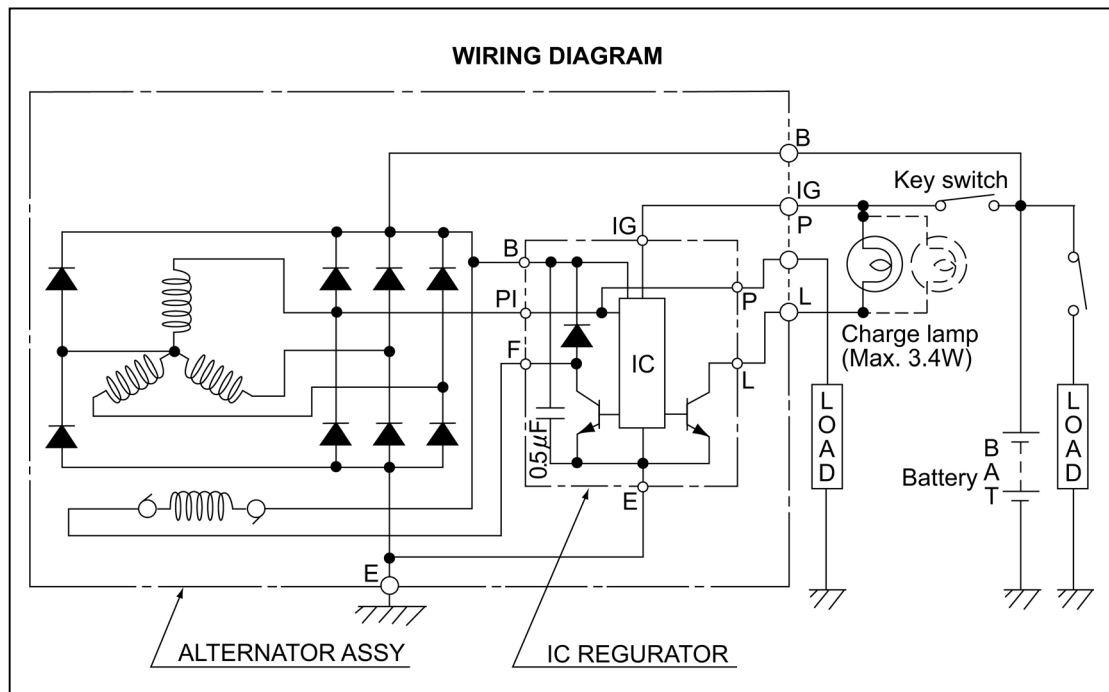 WIRING DIAGRAM
B
IG
Key switch
P
IG
B
PI
P
L
F
IC
L
Charge lamp
(Max. 3.4W)
0.5μF
LOAD
BAT
LOAD
Battery
E
E
ALTERNATOR ASSY
IC REGURATOR